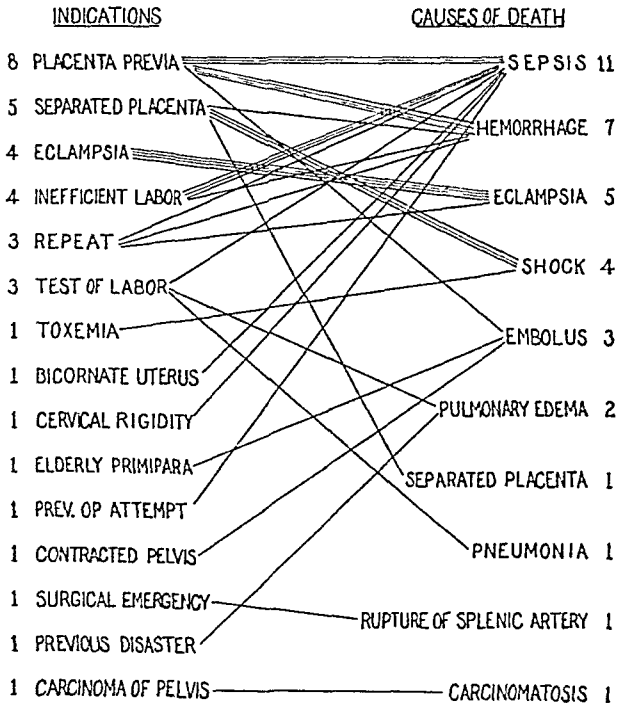 INDICATIONS CAUSES OF DEATH
8 PLACENTA PREVIA SEPSIS 11
5 SEPARATED PLACENTA HEMORRHAGE 7
4 ECLAMPSIA ECLAMPSIA 5
4 INEFFICIENT LABOR SHOCK 4
3 REPEAT EMBOLUS 3
3 TEST OF LABOR PULMONARY EDEMA 2
1 TOXEMIA SEPARATED PLACENTA 1
1 BICORNATE UTERUS PNEUMONIA 1
1 CERVICAL RIGIDITY RUPTURE OF SPLENIC ARTERY 1
1 ELDERLY PRIMIPARA CARCINOMATOSIS 1
1 PREV. OP ATTEMPT
1 CONTRACTED PELVIS
1 SURGICAL EMERGENCY
1 PREVIOUS DISASTER
1 CARCINOMA OF PELVIS